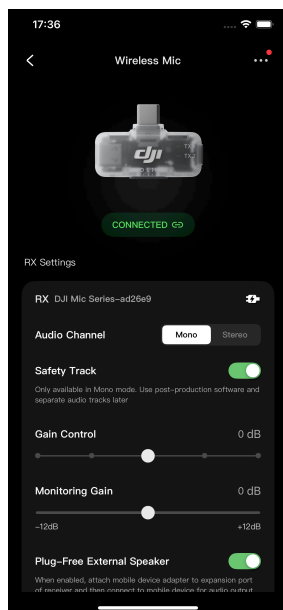 17:36
Wireless Mic
dji
TX1
TX2
CONNECTED
RX Settings
RX DJI Mic Series-ad26e9
Audio Channel
Mono
Stereo
Safety Track
Only available in Mono mode. Use post-production software and
separate audio tracks later
Gain Control
0 dB
Monitoring Gain
0 dB
-12dB
+12dB
Plug-Free External Speaker
When enabled, attach mobile device adapter to expansion port
of receiver and then connect to mobile device for audio output